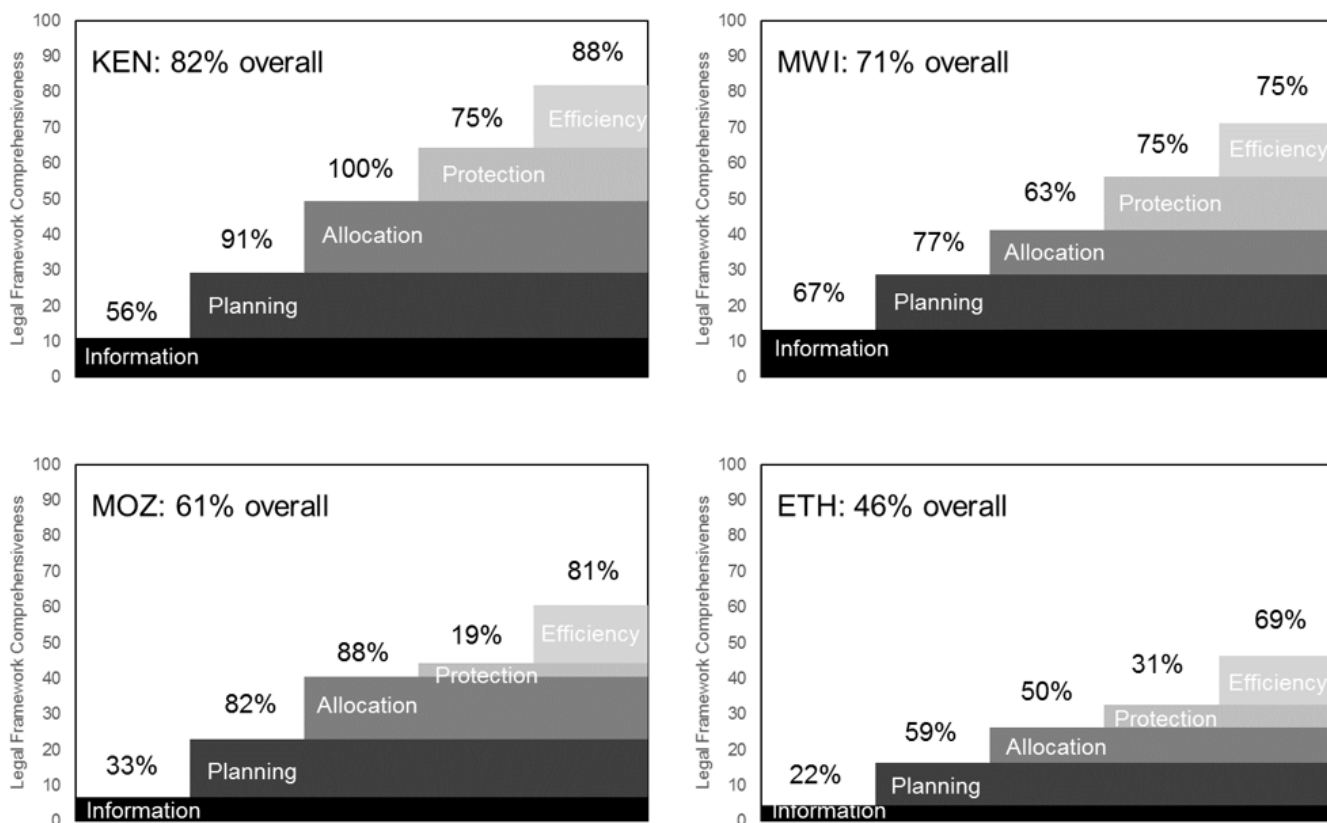 KEN: 82% overall
Legal Framework Comprehensiveness
100
90
80
70
60
50
40
30
20
10
0
56%
91%
100%
75%
88%
Information
Planning
Allocation
Protection
Efficiency
MWI: 71% overall
Legal Framework Comprehensiveness
100
90
80
70
60
50
40
30
20
10
0
67%
77%
63%
75%
75%
Information
Planning
Allocation
Protection
Efficiency
MOZ: 61% overall
Legal Framework Comprehensiveness
100
90
80
70
60
50
40
30
20
10
0
33%
82%
88%
19%
81%
Information
Planning
Allocation
Protection
Efficiency
ETH: 46% overall
Legal Framework Comprehensiveness
100
90
80
70
60
50
40
30
20
10
0
22%
59%
50%
31%
69%
Information
Planning
Allocation
Protection
Efficiency